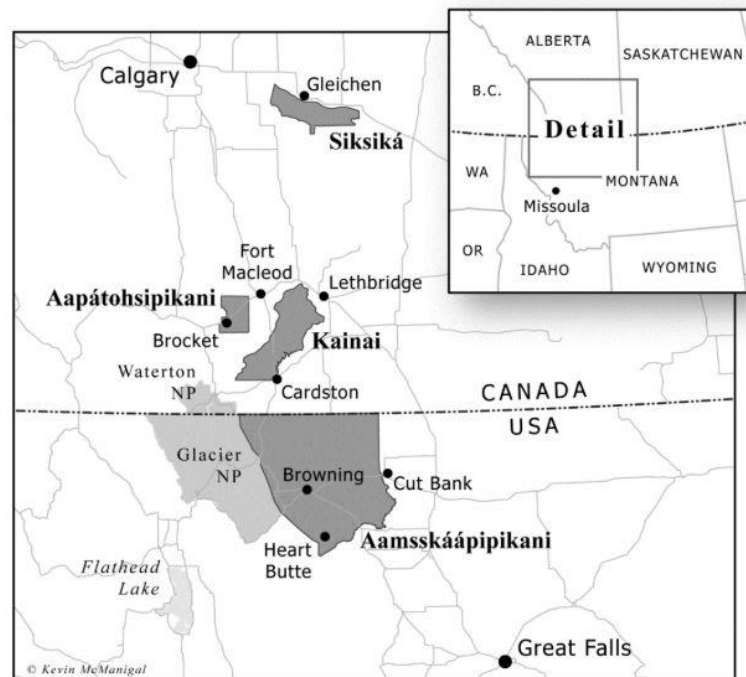 Calgary
Gleichen
Siksiká
Fort
Macleod
Lethbridge
Aapátohsipikani
Brocket
Kainai
Waterton
NP
Cardston
CANADA
USA
Glacier
NP
Browning
Cut Bank
Heart
Butte
Aamsskáápipikani
Flathead
Lake
Great Falls
© Kevin McManigal
ALBERTA
SASKATCHEWAN
B.C.
Detail
WA
MONTANA
Missoula
OR
IDAHO
WYOMING